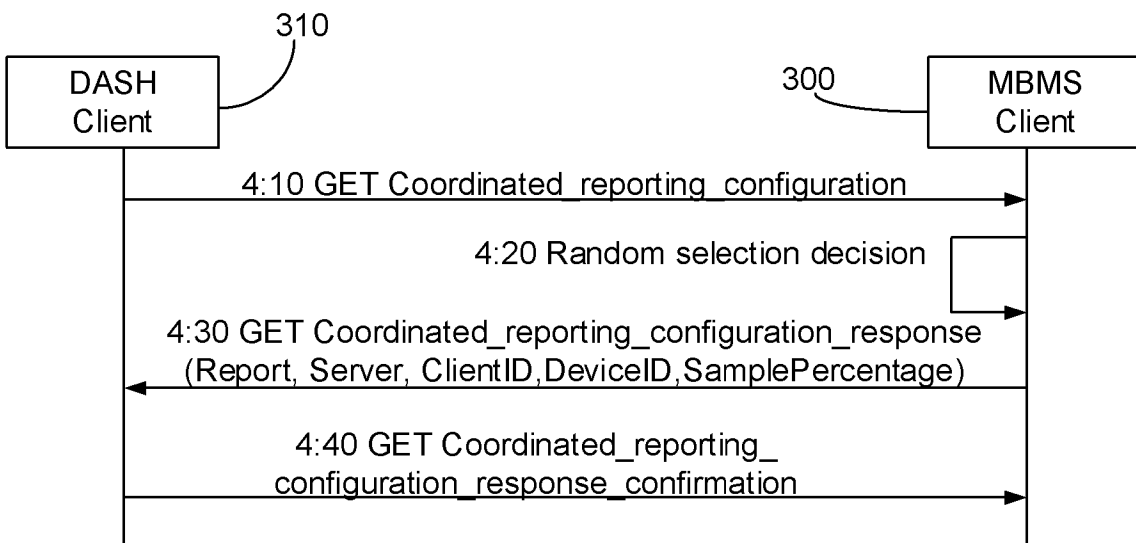 310
DASH
Client
300
MBMS
Client
4:10 GET Coordinated_reporting_configuration
4:20 Random selection decision
4:30 GET Coordinated_reporting_configuration_response
(Report, Server, ClientID,DeviceID,SamplePercentage)
4:40 GET Coordinated_reporting_
configuration_response_confirmation